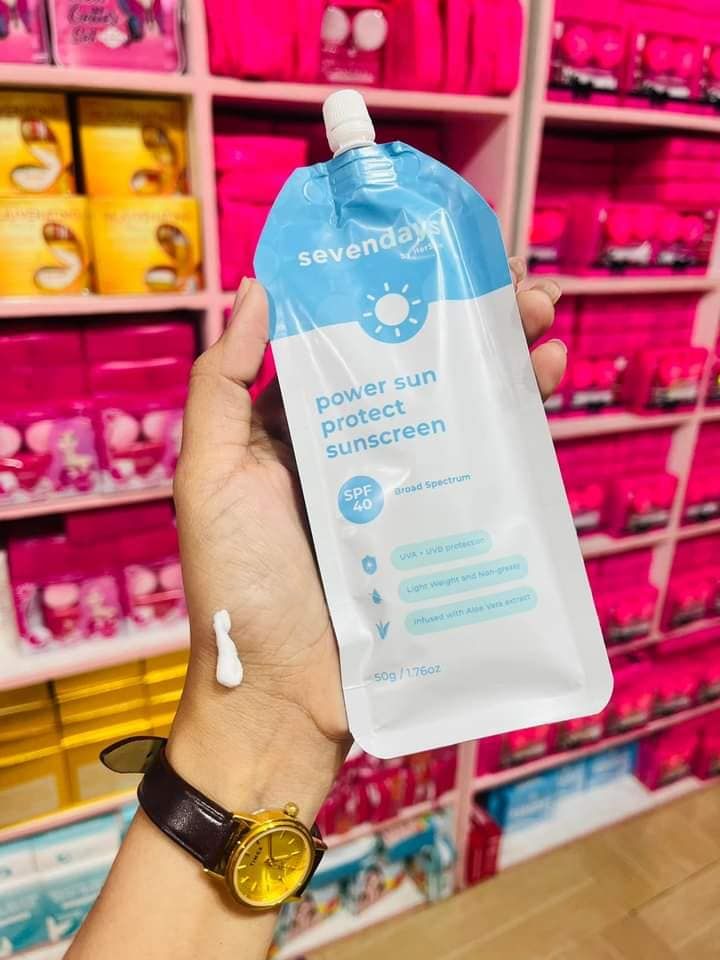 sevendays
power sun
protect
sunscreen
SPF
40
Broad Spectrum
UVA + UVB protection
Light Weight and Non-greasy
Infused with Aloe Vera extract
50g / 1.76oz
TIMEX